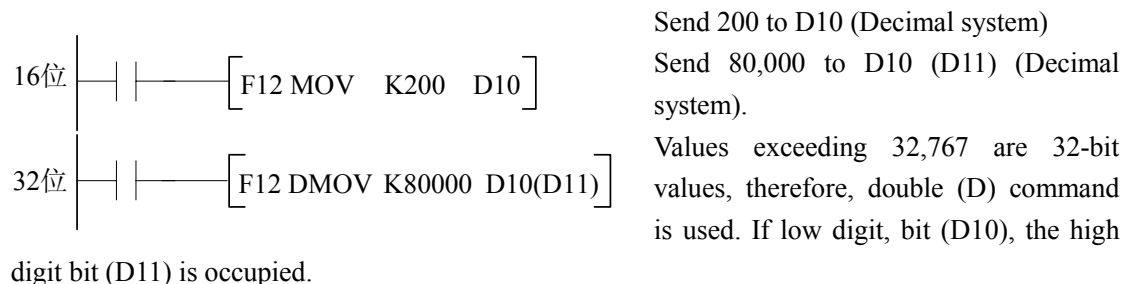 16位
F12 MOV K200 D10
32位
F12 DMOV K80000 D10(D11)
Send 200 to D10 (Decimal system)
Send 80,000 to D10 (D11) (Decimal
system).
Values exceeding 32,767 are 32-bit
values, therefore, double (D) command
is used. If low digit, bit (D10), the high
digit bit (D11) is occupied.